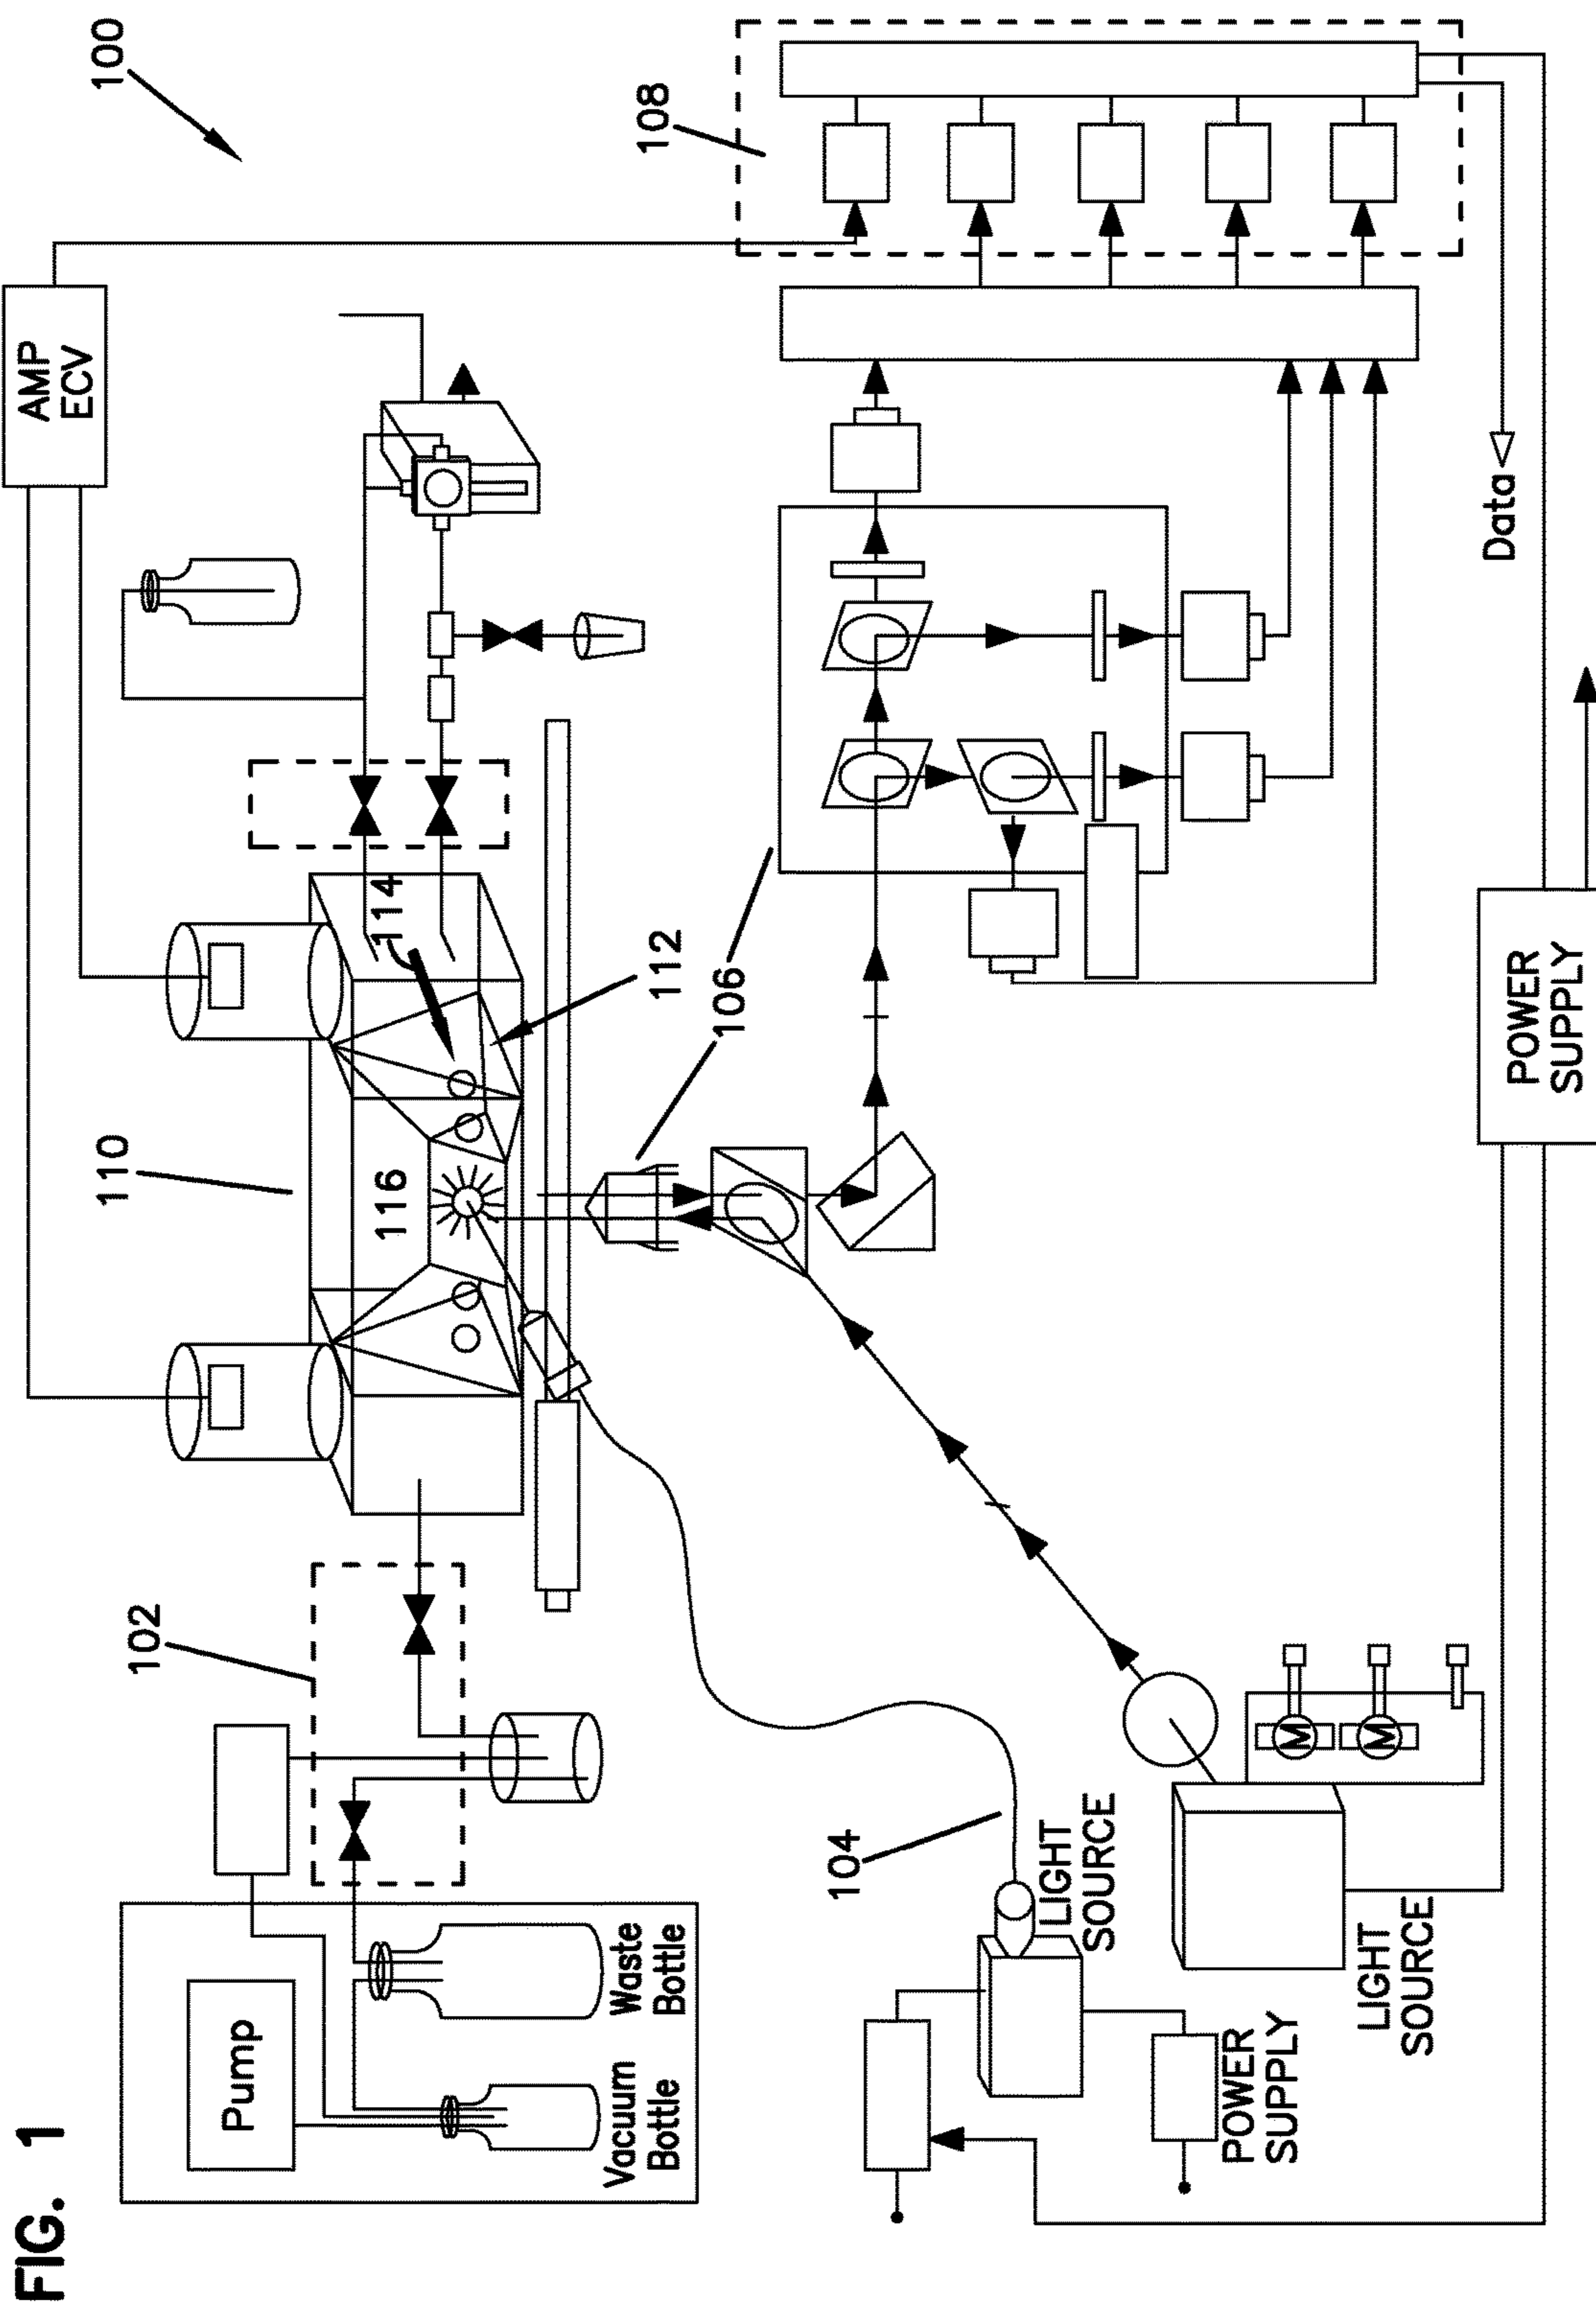 FIG. 1
100
AMP
ECV
110
114
116
112
102
Pump
Vacuum
Bottle
Waste
Bottle
108
106
104
LIGHT
SOURCE
POWER
SUPPLY
LIGHT
SOURCE
M
M
Data
POWER
SUPPLY